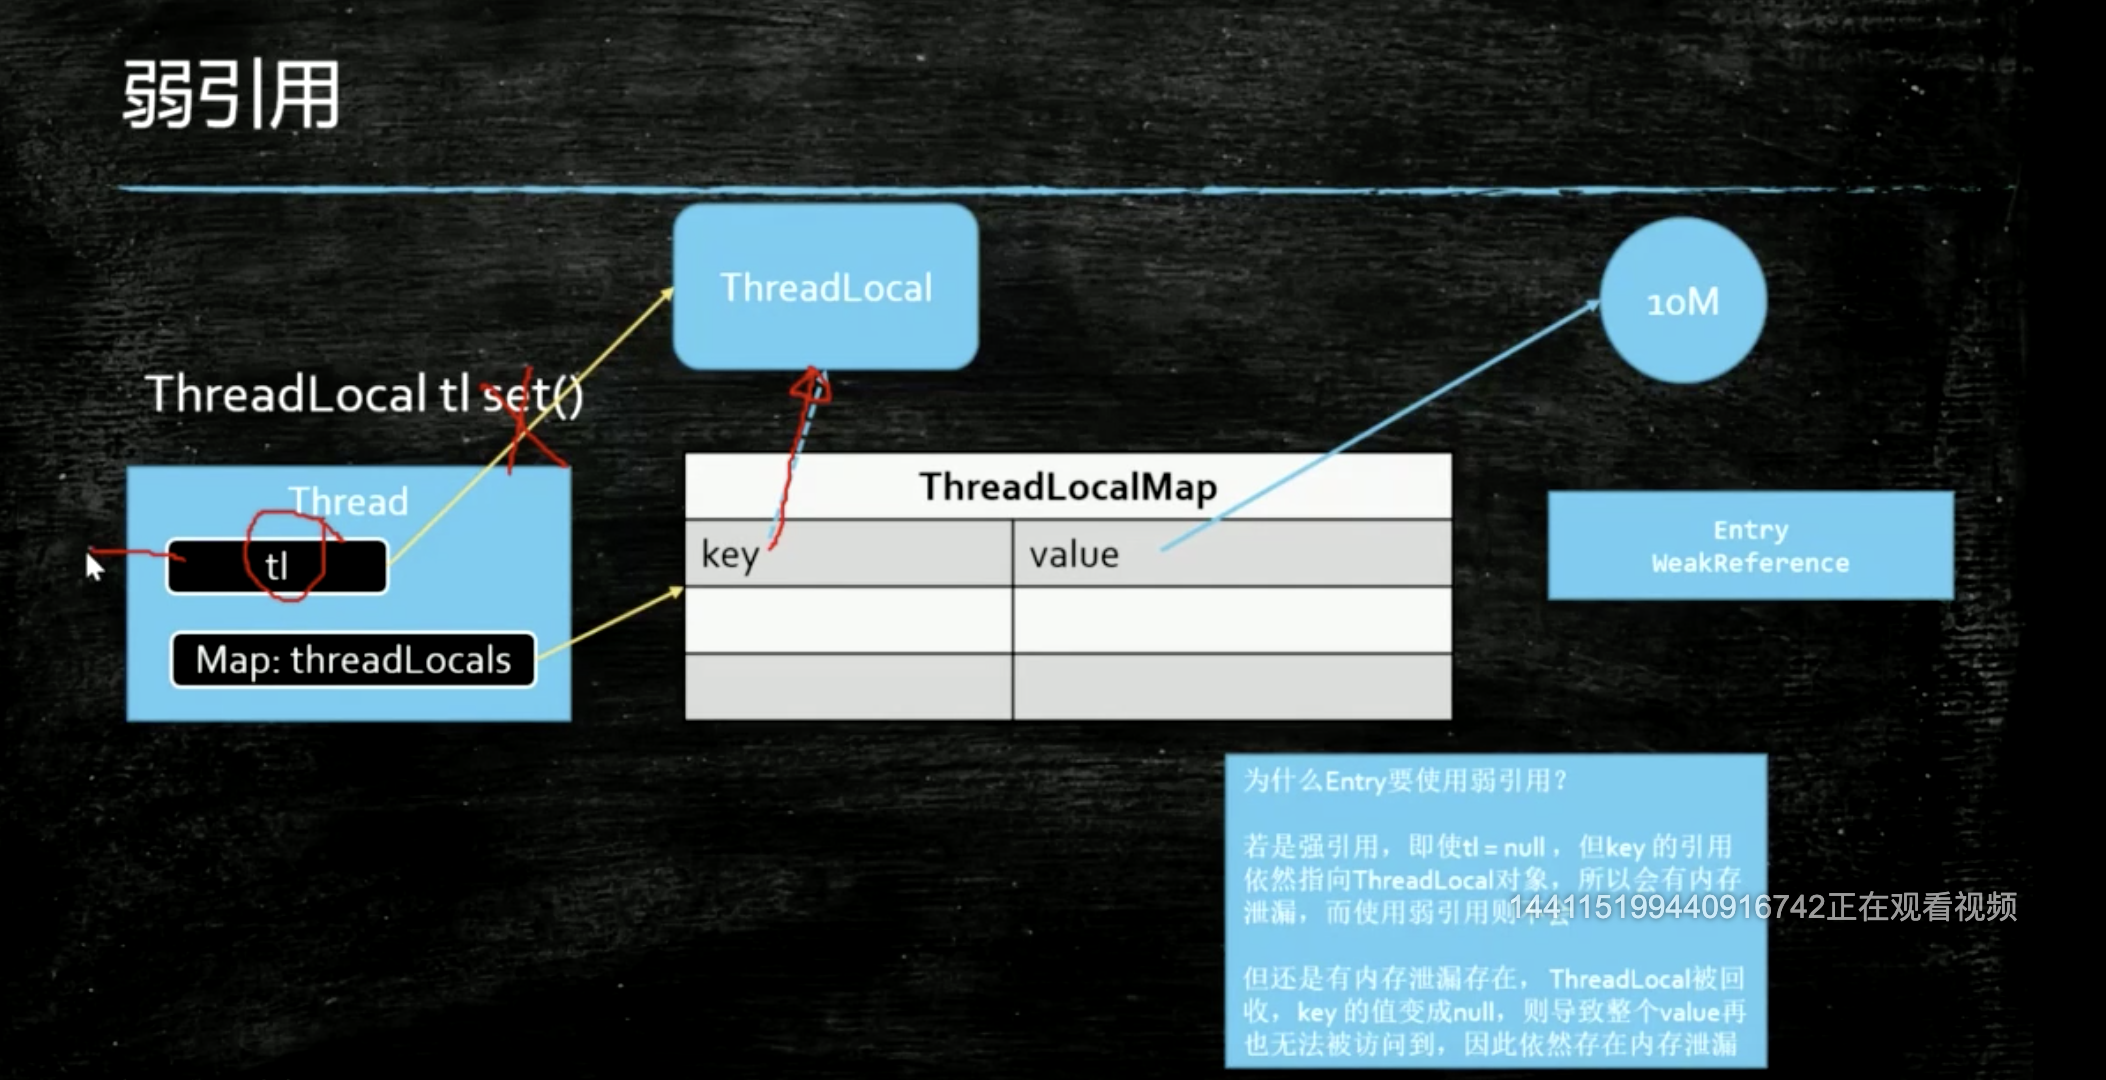 弱引用
ThreadLocal
10M
ThreadLocal tl set()
Thread
tl
Map: threadLocals
ThreadLocalMap
key
value
Entry
WeakReference
为什么Entry要使用弱引用？
若是强引用，即使tl = null ，但key 的引用
依然指向ThreadLocal对象，所以会有内存
泄漏，而使用弱引用则不会
144115199440916742正在观看视频
但还是有内存泄漏存在，ThreadLocal被回
收，key 的值变成null，则导致整个value再
也无法被访问到，因此依然存在内存泄漏